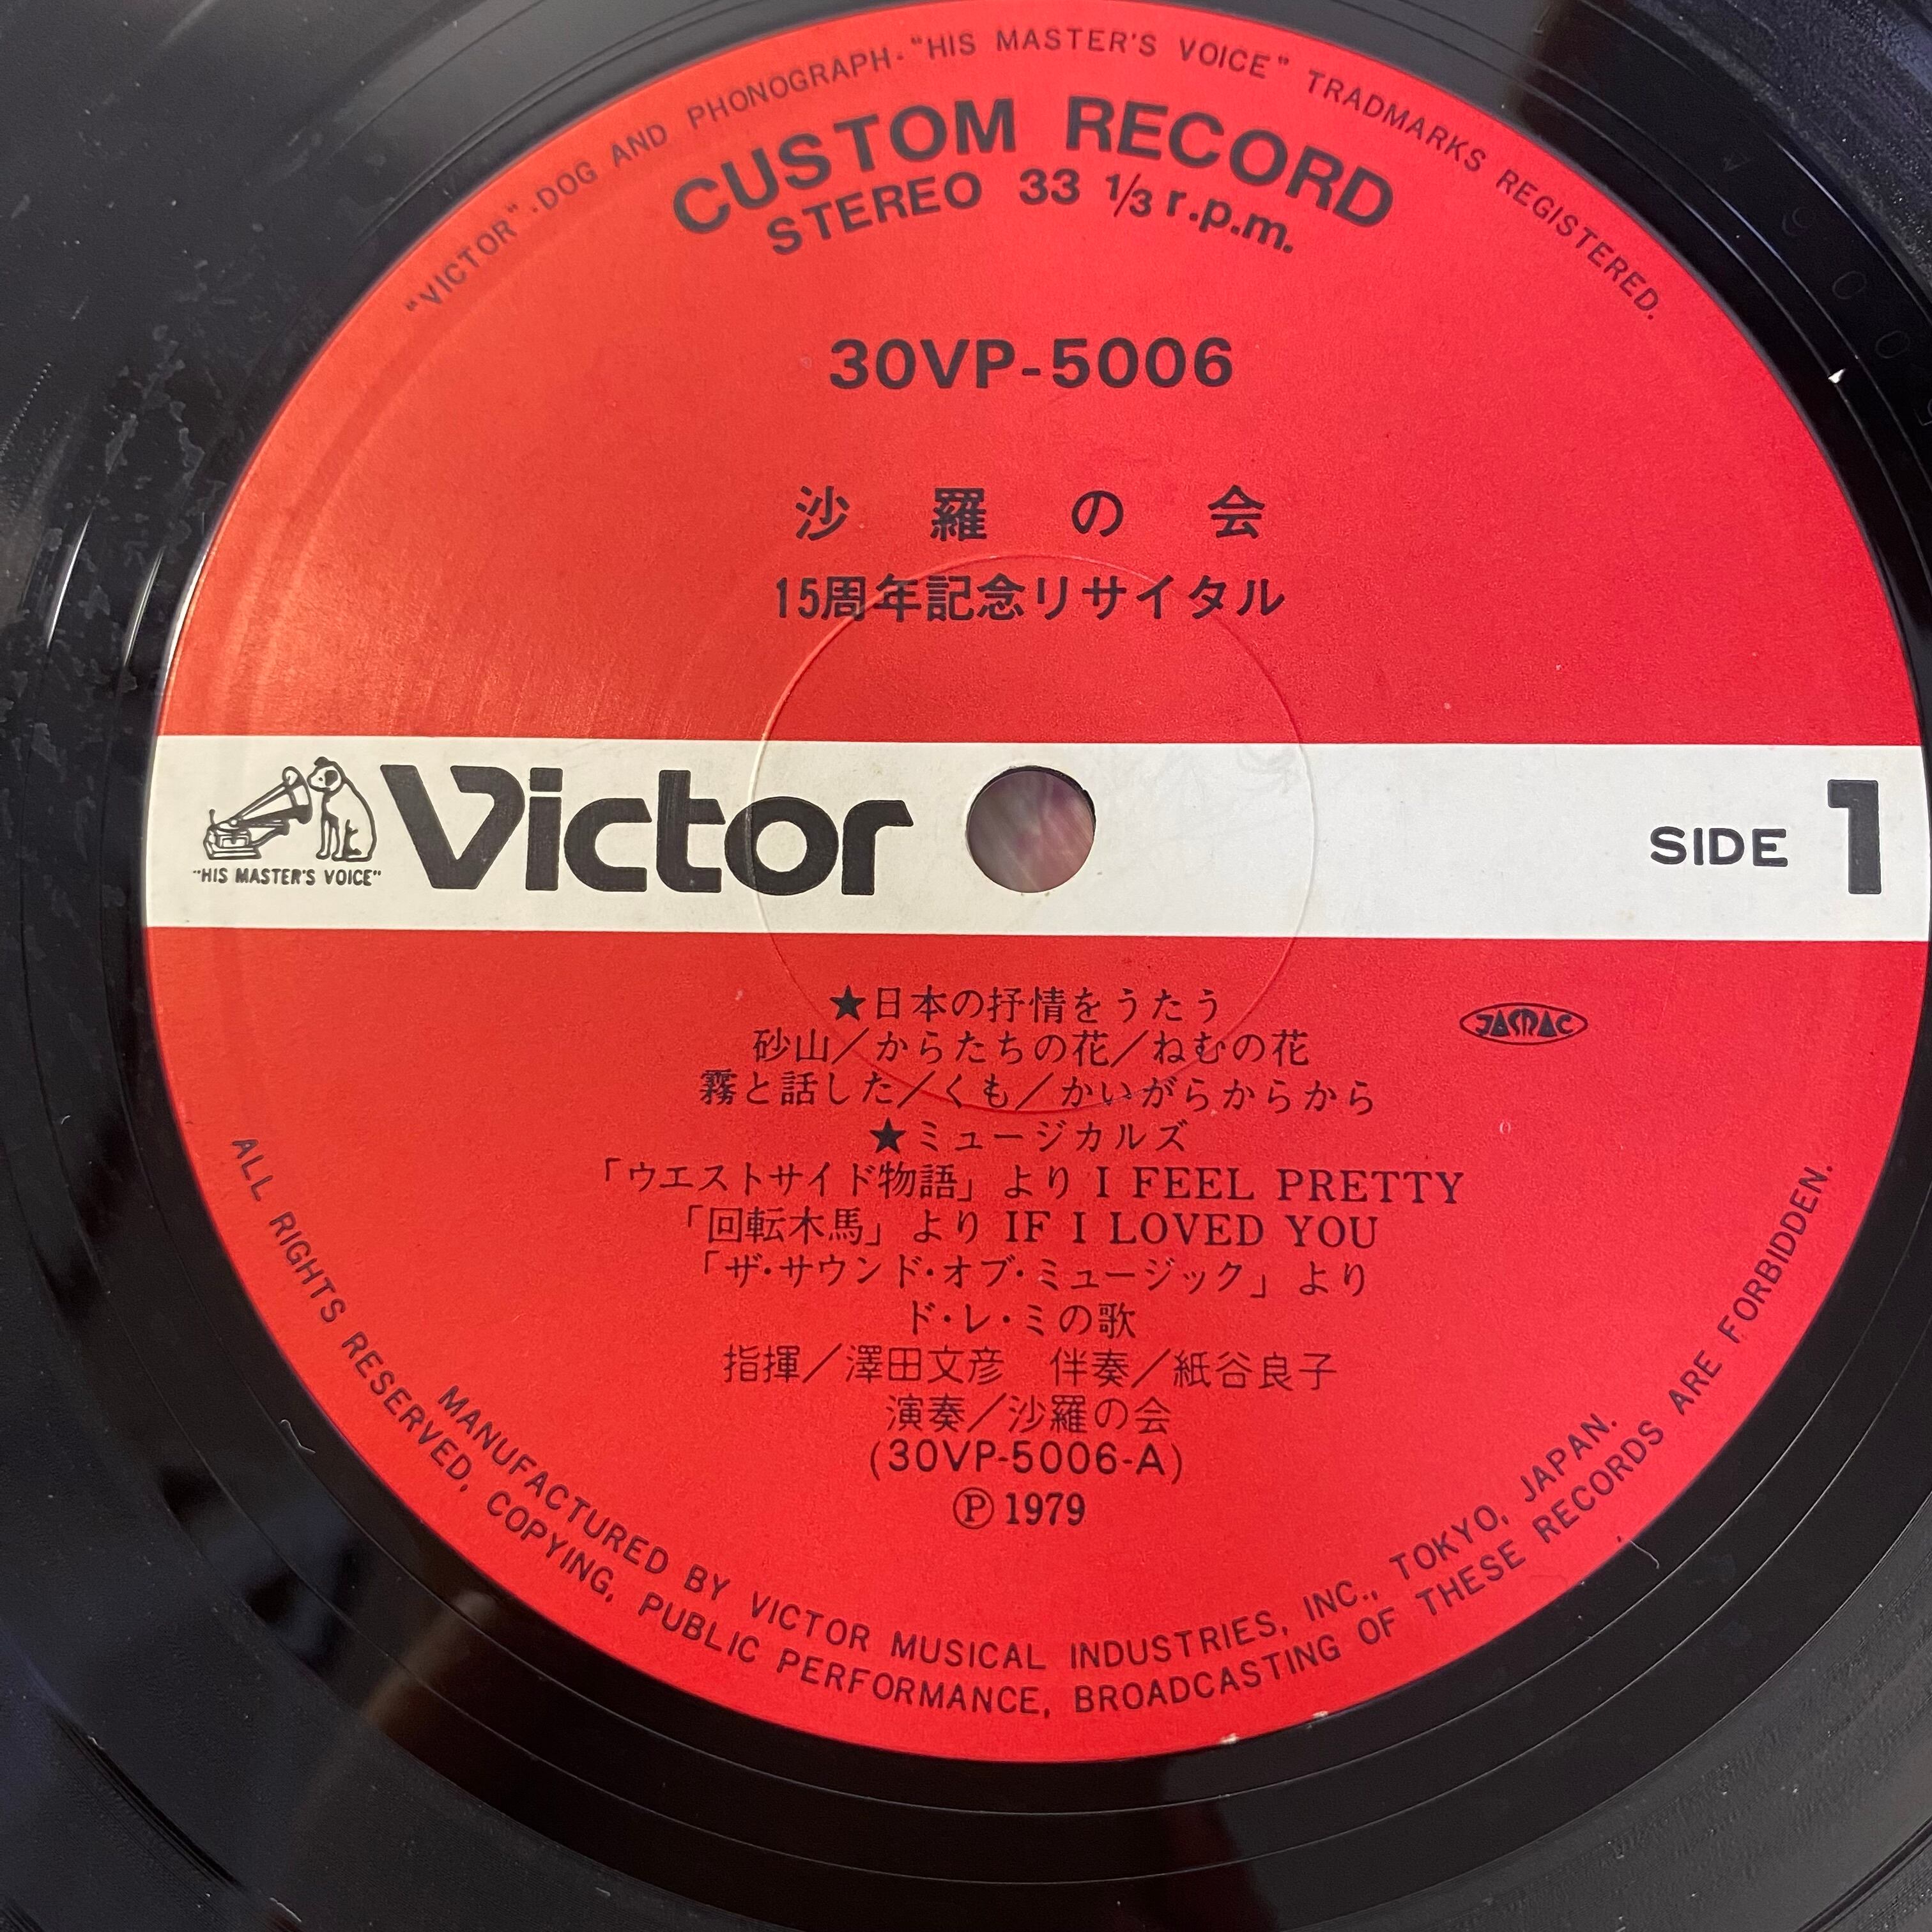 "VICTOR"·DOG AND PHONOGRAPH-"HIS MASTER'S VOICE" TRADMARKS REGISTERED.
CUSTOM RECORD
STEREO 33 1/3 r.p.m.
30VP-5006
沙羅の会
15周年記念リサイタル
"HIS MASTER'S VOICE"
Victor
SIDE 1
★日本の抒情をうたう
JASRAC
砂山／からたちの花／ねむの花
霧と話した／くも／かいがらからから
★ミュージカルズ
「ウエストサイド物語」より I FEEL PRETTY
「回転木馬」より IF I LOVED YOU
「ザ・サウンド・オブ・ミュージック」より
ド・レ・ミの歌
指揮／澤田文彦 伴奏／紙谷良子
演奏／沙羅の会
(30VP-5006-A)
Ⓟ1979
MANUFACTURED BY VICTOR MUSICAL INDUSTRIES, INC., TOKYO, JAPAN.
ALL RIGHTS RESERVED, COPYING, PUBLIC PERFORMANCE, BROADCASTING OF THESE RECORDS ARE FORBIDDEN.